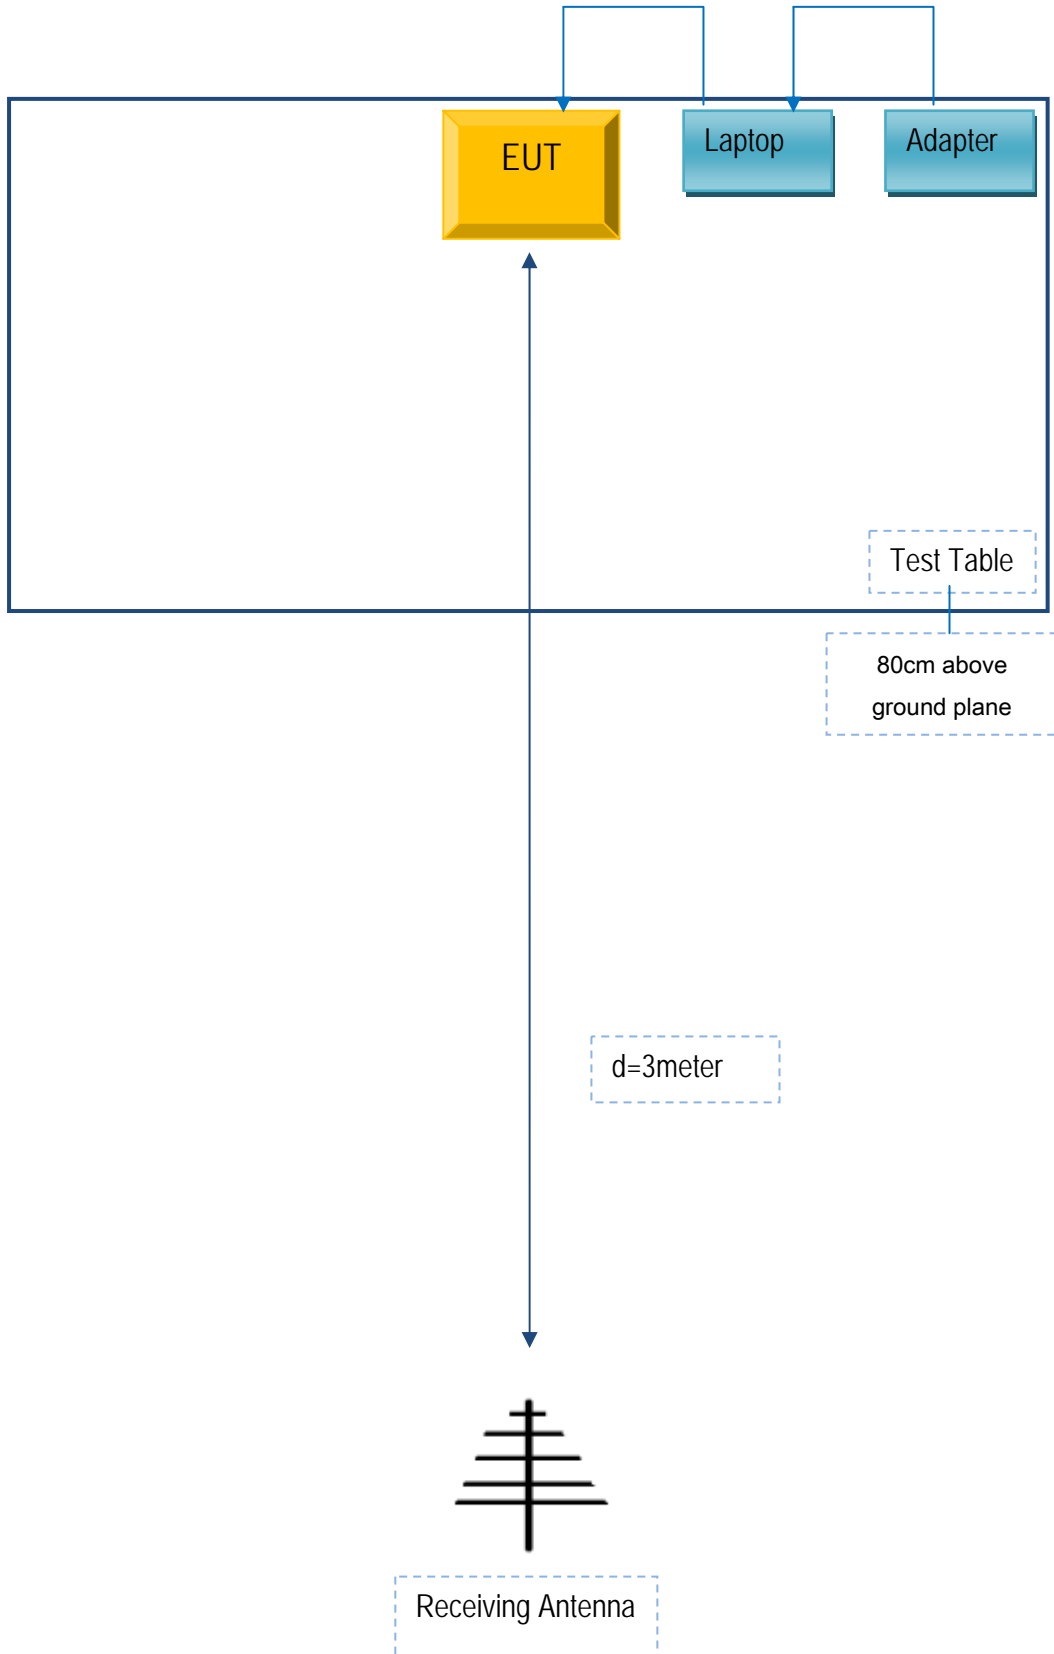 EUT
Laptop
Adapter
Test Table
80cm above
ground plane
d=3meter
Receiving Antenna